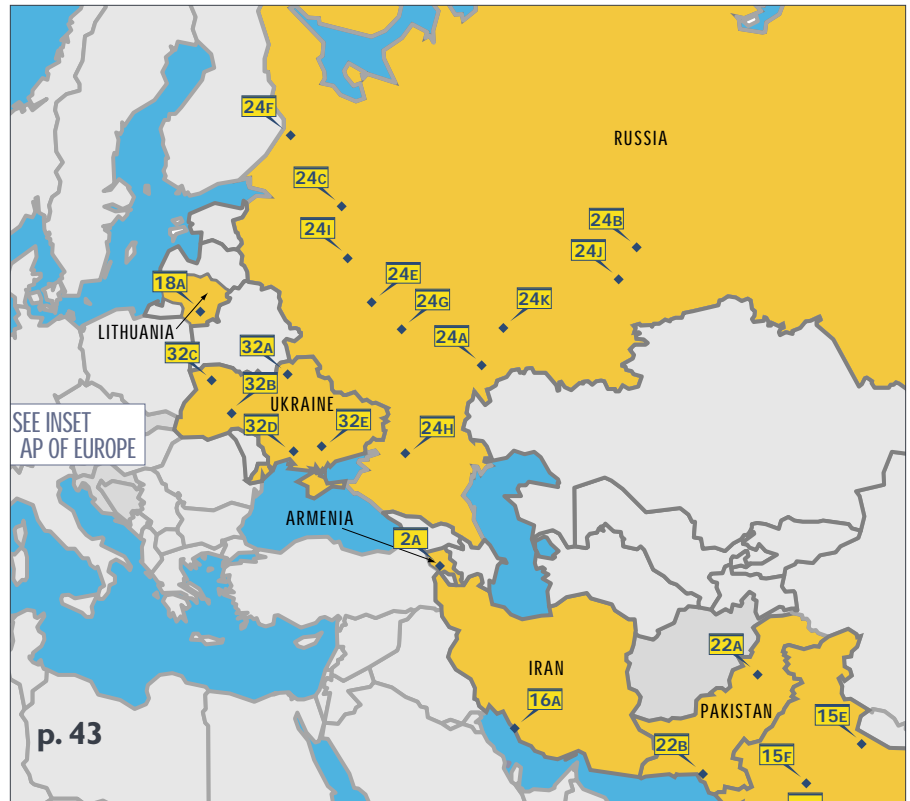 24F
RUSSIA
24C
24B
24I
24J
24E
18A
24G
24K
LITHUANIA
24A
32C
32A
32B
UKRAINE
SEE INSET
AP OF EUROPE
32D
32E
24H
ARMENIA
2A
22A
IRAN
16A
PAKISTAN
15E
p. 43
22B
15F